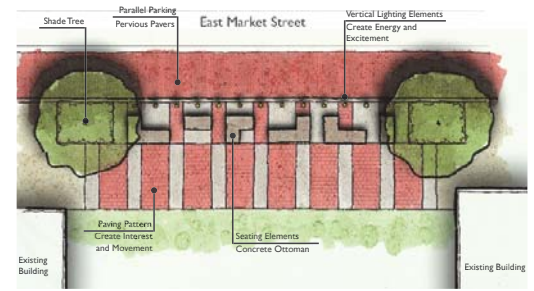 Parallel Parking
Pervious Pavers
Shade Tree
East Market Street
Vertical Lighting Elements
Create Energy and
Excitement
Paving Pattern
Create Interest
and Movement
Seating Elements
Concrete Ottoman
Existing
Building
Existing Building